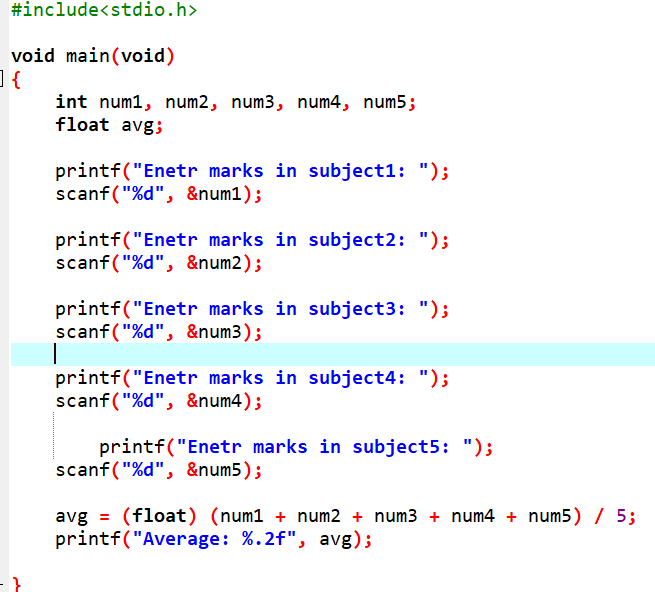 #include<stdio.h>
void main(void)
{
int num1, num2, num3, num4, num5;
float avg;
printf("Enetr marks in subject1: ");
scanf("%d", &num1);
printf("Enetr marks in subject2: ");
scanf("%d", &num2);
printf("Enetr marks in subject3: ");
scanf("%d", &num3);
printf("Enetr marks in subject4: ");
scanf("%d", &num4);
printf("Enetr marks in subject5: ");
scanf("%d", &num5);
avg = (float) (num1 + num2 + num3 + num4 + num5) / 5;
printf("Average: %.2f", avg);
}